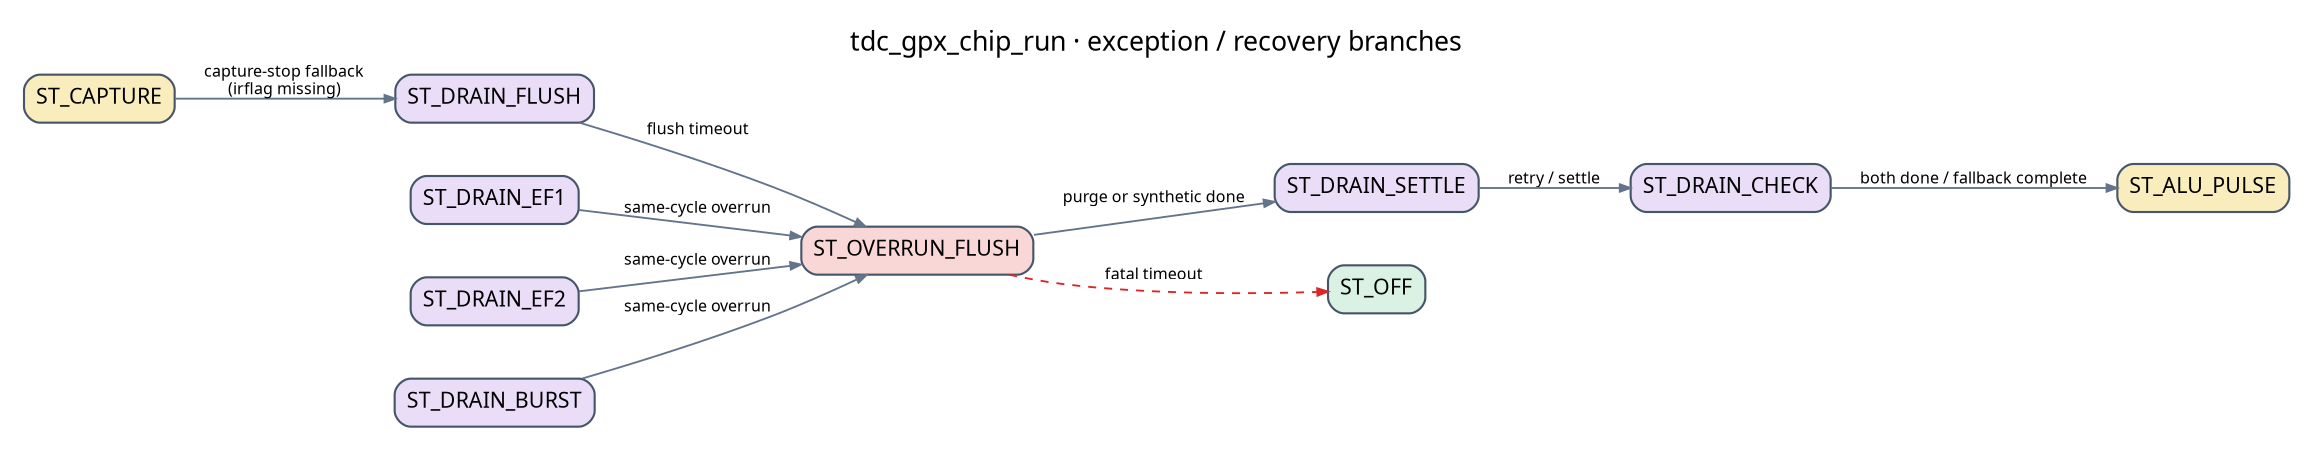 tdc_gpx_chip_run · exception / recovery branches
ST_CAPTURE
capture-stop fallback
(irflag missing)
ST_DRAIN_FLUSH
flush timeout
ST_DRAIN_EF1
same-cycle overrun
ST_DRAIN_EF2
same-cycle overrun
ST_DRAIN_BURST
same-cycle overrun
ST_OVERRUN_FLUSH
purge or synthetic done
ST_DRAIN_SETTLE
retry / settle
ST_DRAIN_CHECK
both done / fallback complete
ST_ALU_PULSE
fatal timeout
ST_OFF